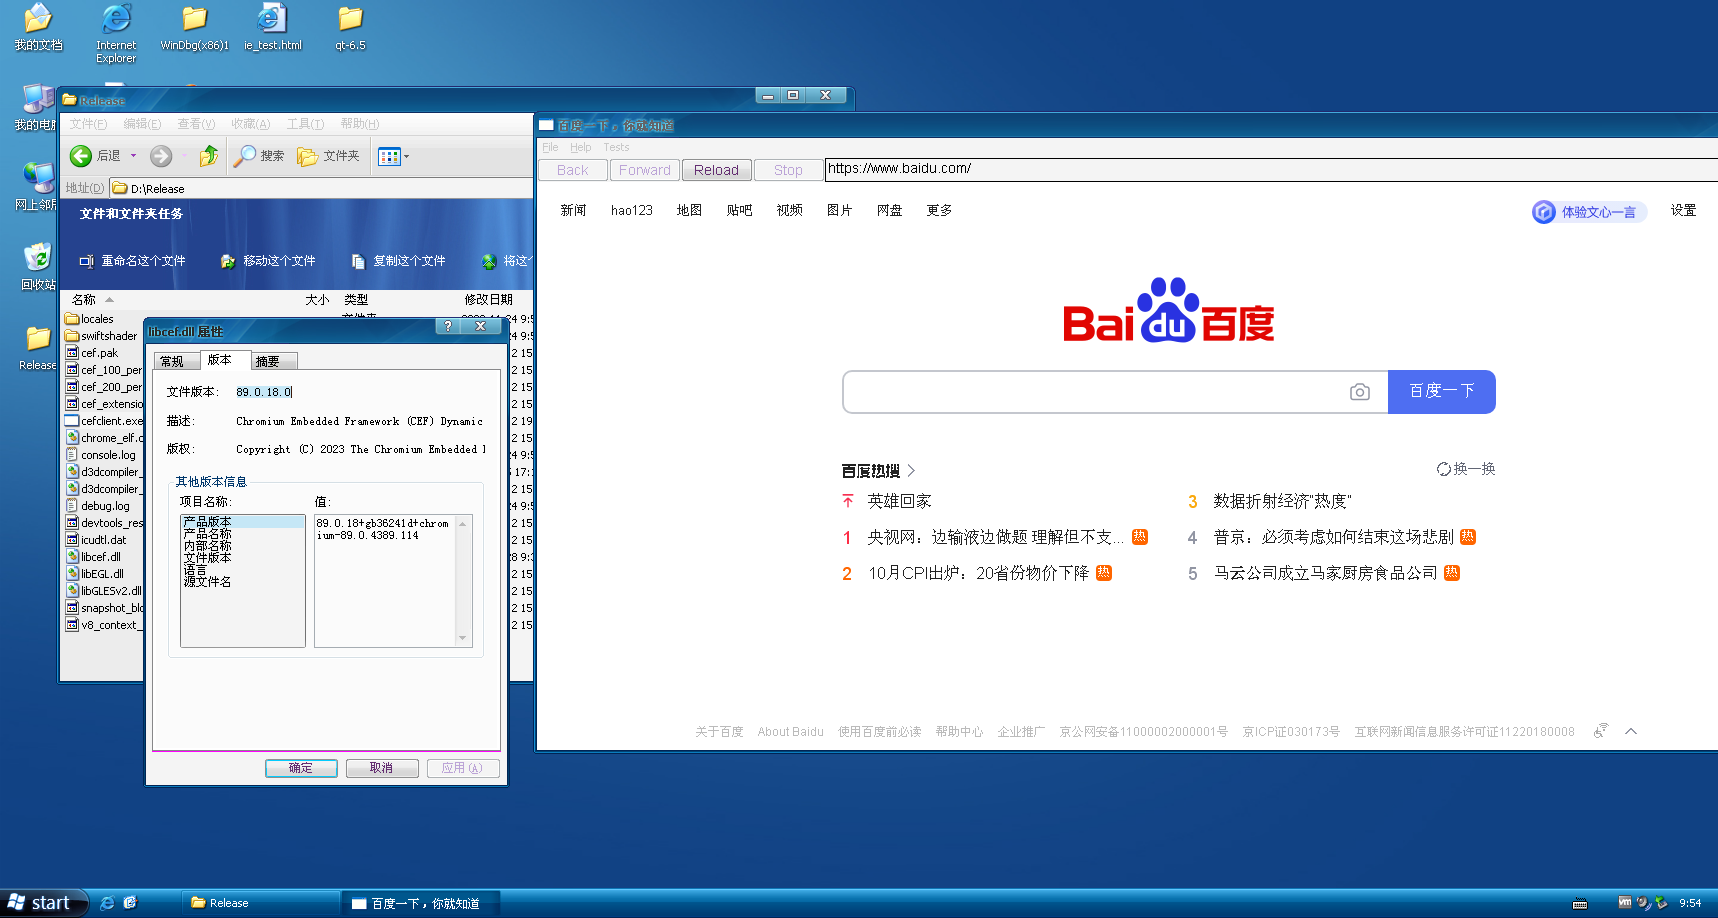 我的文档
Internet
Explorer
WinDbg(x86)1
ie_test.html
qt-6.5
我的电脑
网上邻居
回收站
Release
Release
文件(F) 编辑(E) 查看(V) 收藏(A) 工具(T) 帮助(H)
后退 搜索 文件夹
地址(D) D:\Release
文件和文件夹任务
重命名这个文件 移动这个文件 复制这个文件 将这个
名称 大小 类型 修改日期
locales
swiftshader
cef.pak
cef_100_per
cef_200_per
cef_extensio
cefclient.exe
chrome_elf.d
console.log
d3dcompiler_
d3dcompiler_
debug.log
devtools_res
icudtl.dat
libcef.dll
libEGL.dll
libGLESv2.dll
snapshot_blo
v8_context_
libcef.dll 属性
常规 版本 摘要
文件版本: 89.0.18.0
描述: Chromium Embedded Framework (CEF) Dynamic
版权: Copyright (C) 2023 The Chromium Embedded
其他版本信息
项目名称: 值:
产品版本
产品名称
内部名称
文件版本
语言
源文件名
89.0.18+gb36241d+chrom
ium-89.0.4389.114
确定 取消 应用(A)
百度一下，你就知道
File Help Tests
Back Forward Reload Stop https://www.baidu.com/
新闻 hao123 地图 贴吧 视频 图片 网盘 更多 体验文心一言 设置
Bai du 百度
百度一下
百度热搜 换一换
英雄回家
1 央视网：边输液边做题 理解但不支... 热
2 10月CPI出炉：20省份物价下降 热
3 数据折射经济“热度”
4 普京：必须考虑如何结束这场悲剧 热
5 马云公司成立马家厨房食品公司 热
关于百度 About Baidu 使用百度前必读 帮助中心 企业推广 京公网安备11000002000001号 京ICP证030173号 互联网新闻信息服务许可证11220180008
start Release 百度一下，你就知道 9:54